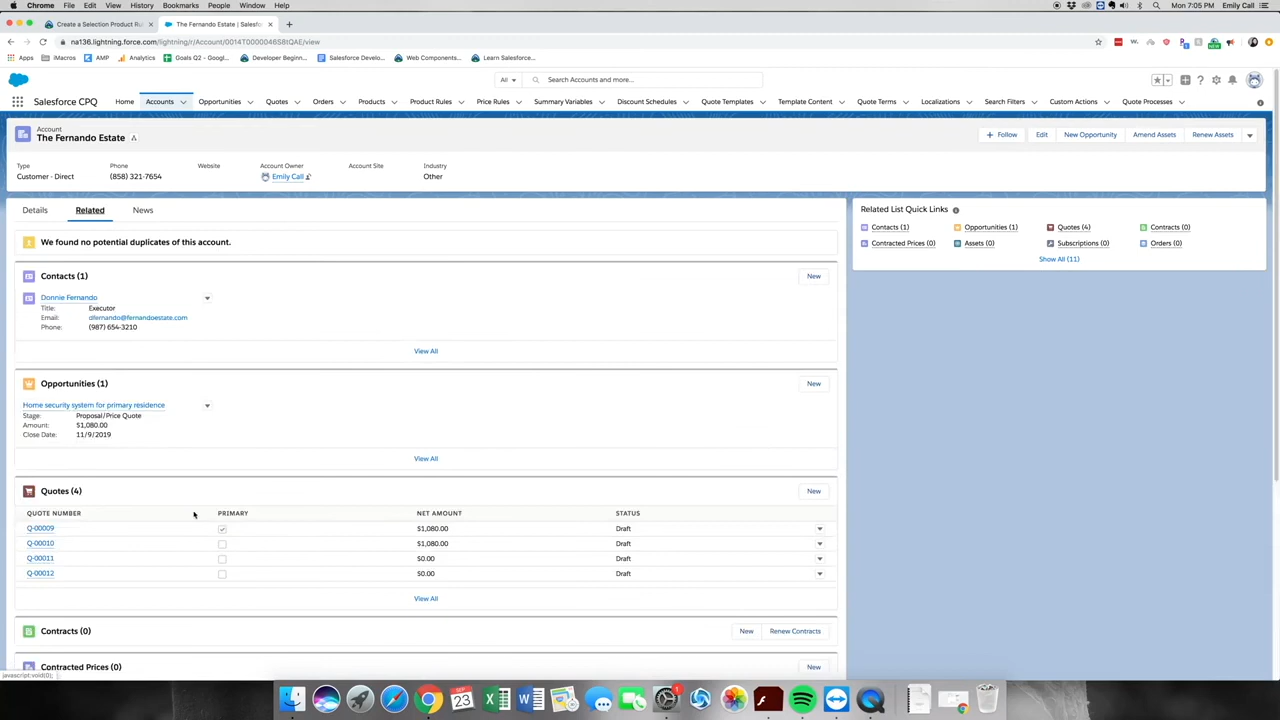 Chrome File Edit View History Bookmarks People Window Help
Mon 7:05 PM Emily Call
Create a Selection Product Ru
The Fernando Estate | Salesfo
na136.lightning.force.com/lightning/r/Account/0014T0000046S8tQAE/view
Apps iMacros AMP Analytics Goals Q2 - Googl... Developer Beginn... Salesforce Develo... Web Components... Learn Salesforce...
All Search Accounts and more...
Salesforce CPQ Home Accounts Opportunities Quotes Orders Products Product Rules Price Rules Summary Variables Discount Schedules Quote Templates Template Content Quote Terms Localizations Search Filters Custom Actions Quote Processes
Account
The Fernando Estate
Follow Edit New Opportunity Amend Assets Renew Assets
Type Phone Website Account Owner Account Site Industry
Customer - Direct (858) 321-7654 Emily Call Other
Details Related News
We found no potential duplicates of this account.
Contacts (1) New
Donnie Fernando
Title: Executor
Email: dfernando@fernandoestate.com
Phone: (987) 654-3210
View All
Opportunities (1) New
Home security system for primary residence
Stage: Proposal/Price Quote
Amount: $1,080.00
Close Date: 11/9/2019
View All
Quotes (4) New
QUOTE NUMBER PRIMARY NET AMOUNT STATUS
Q-00009 $1,080.00 Draft
Q-00010 $1,080.00 Draft
Q-00011 $0.00 Draft
Q-00012 $0.00 Draft
View All
Contracts (0) New Renew Contracts
Contracted Prices (0) New
Related List Quick Links
Contacts (1) Opportunities (1) Quotes (4) Contracts (0)
Contracted Prices (0) Assets (0) Subscriptions (0) Orders (0)
Show All (11)
javascript:void(0);